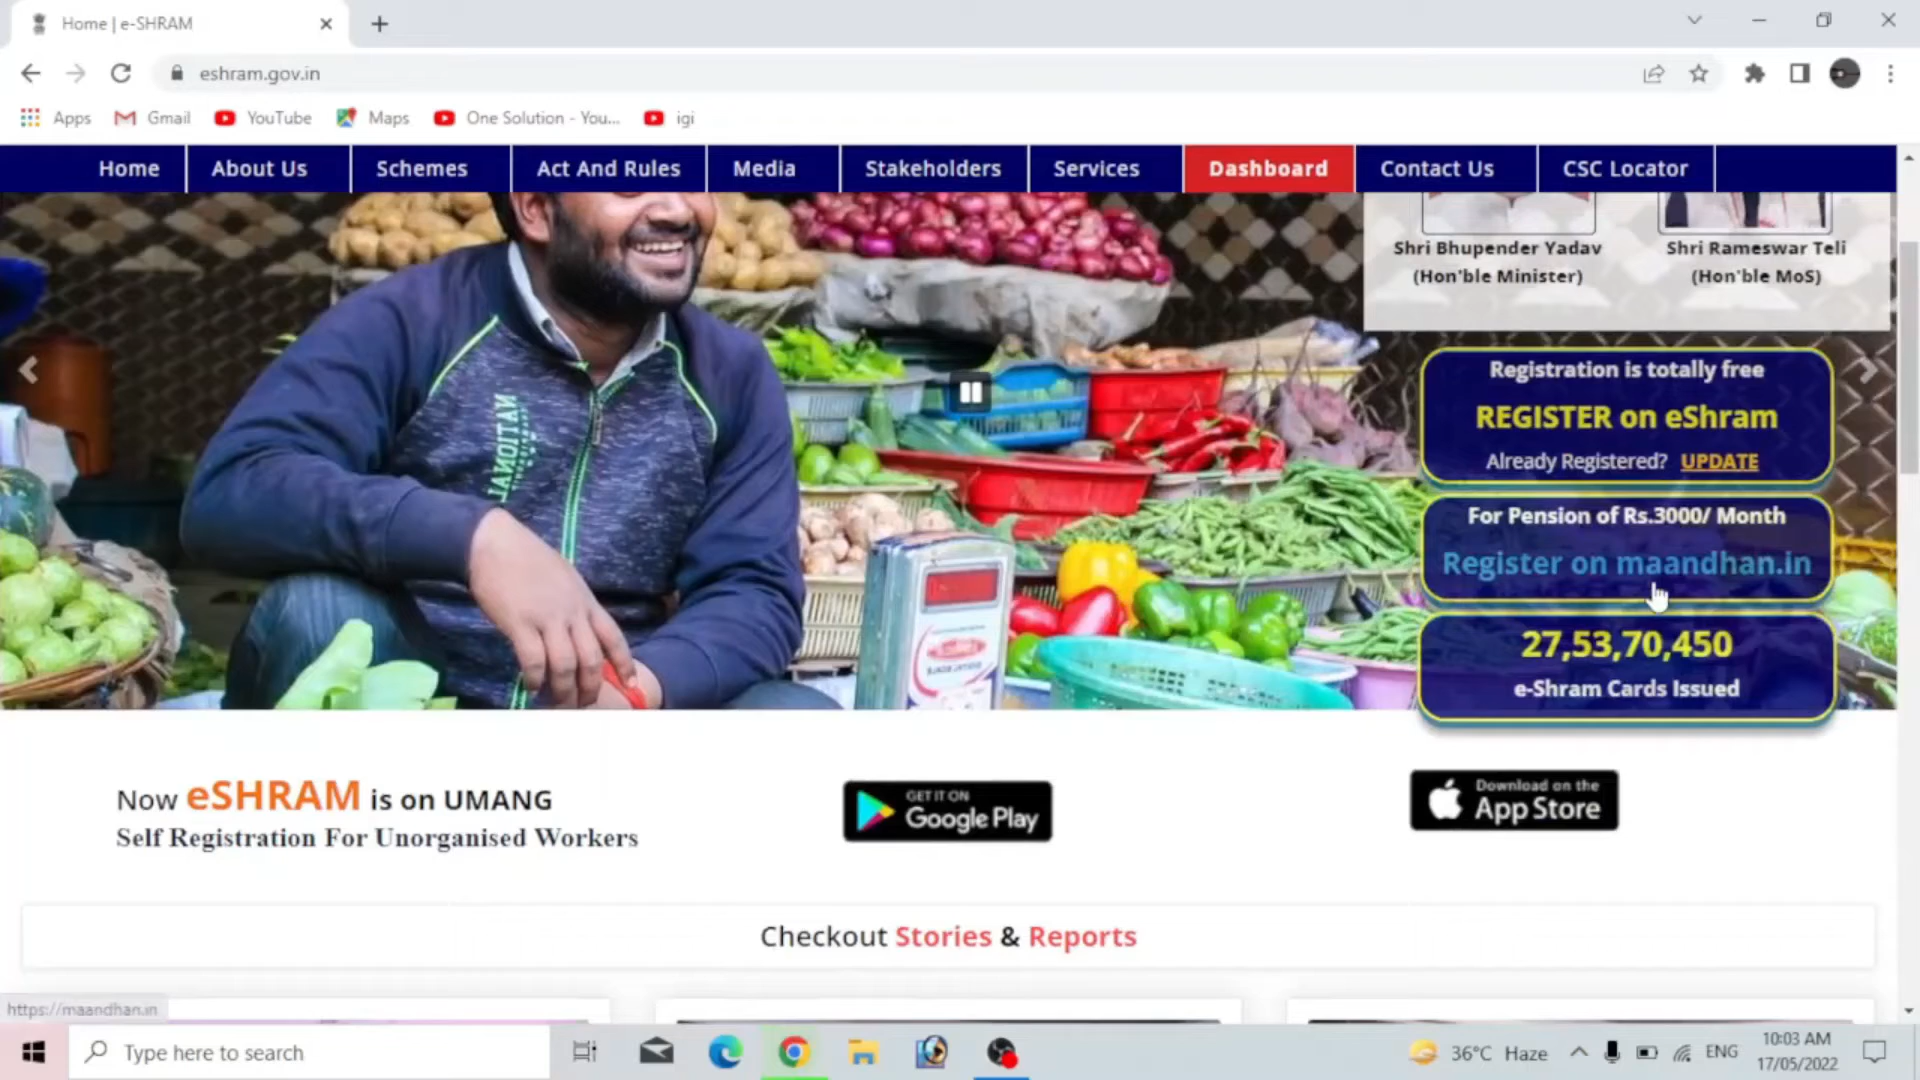 Home | e-SHRAM
eshram.gov.in
Apps
Gmail
YouTube
Maps
One Solution - You...
igi
Home
About Us
Schemes
Act And Rules
Media
Stakeholders
Services
Dashboard
Contact Us
CSC Locator
Shri Bhupender Yadav
(Hon'ble Minister)
Shri Rameswar Teli
(Hon'ble MoS)
Registration is totally free
REGISTER on eShram
Already Registered? UPDATE
For Pension of Rs.3000/ Month
Register on maandhan.in
27,53,70,450
e-Shram Cards Issued
NATIONAL
Now eSHRAM is on UMANG
Self Registration For Unorganised Workers
GET IT ON
Google Play
Download on the
App Store
Checkout Stories & Reports
https://maandhan.in
Type here to search
36°C Haze
ENG
10:03 AM
17/05/2022